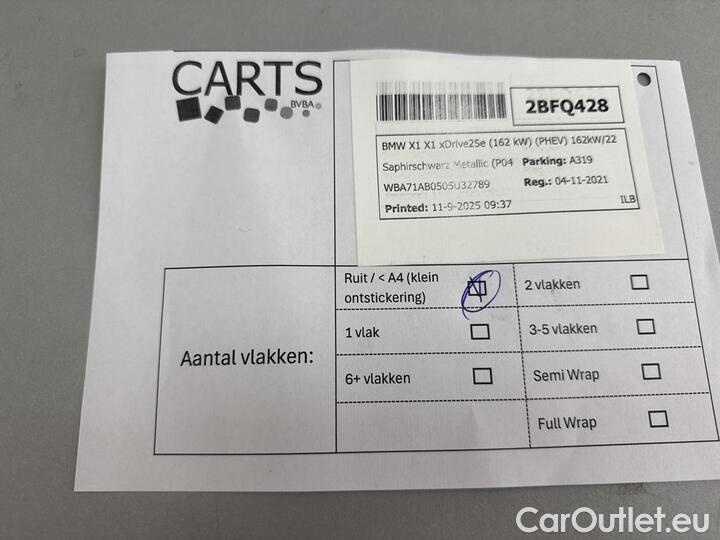 CARTS
BVBA
2BFQ428
BMW X1 X1 xDrive25e (162 kW) (PHEV) 162kW/22
Saphirschwarz Metallic (P04 Parking: A319
WBA71AB0505U32789 Reg.: 04-11-2021
Printed: 11-9-2025 09:37 ILB
Aantal vlakken:
Ruit / < A4 (klein
ontstickering)
2 vlakken
1 vlak
3-5 vlakken
6+ vlakken
Semi Wrap
Full Wrap
CarOutlet.eu